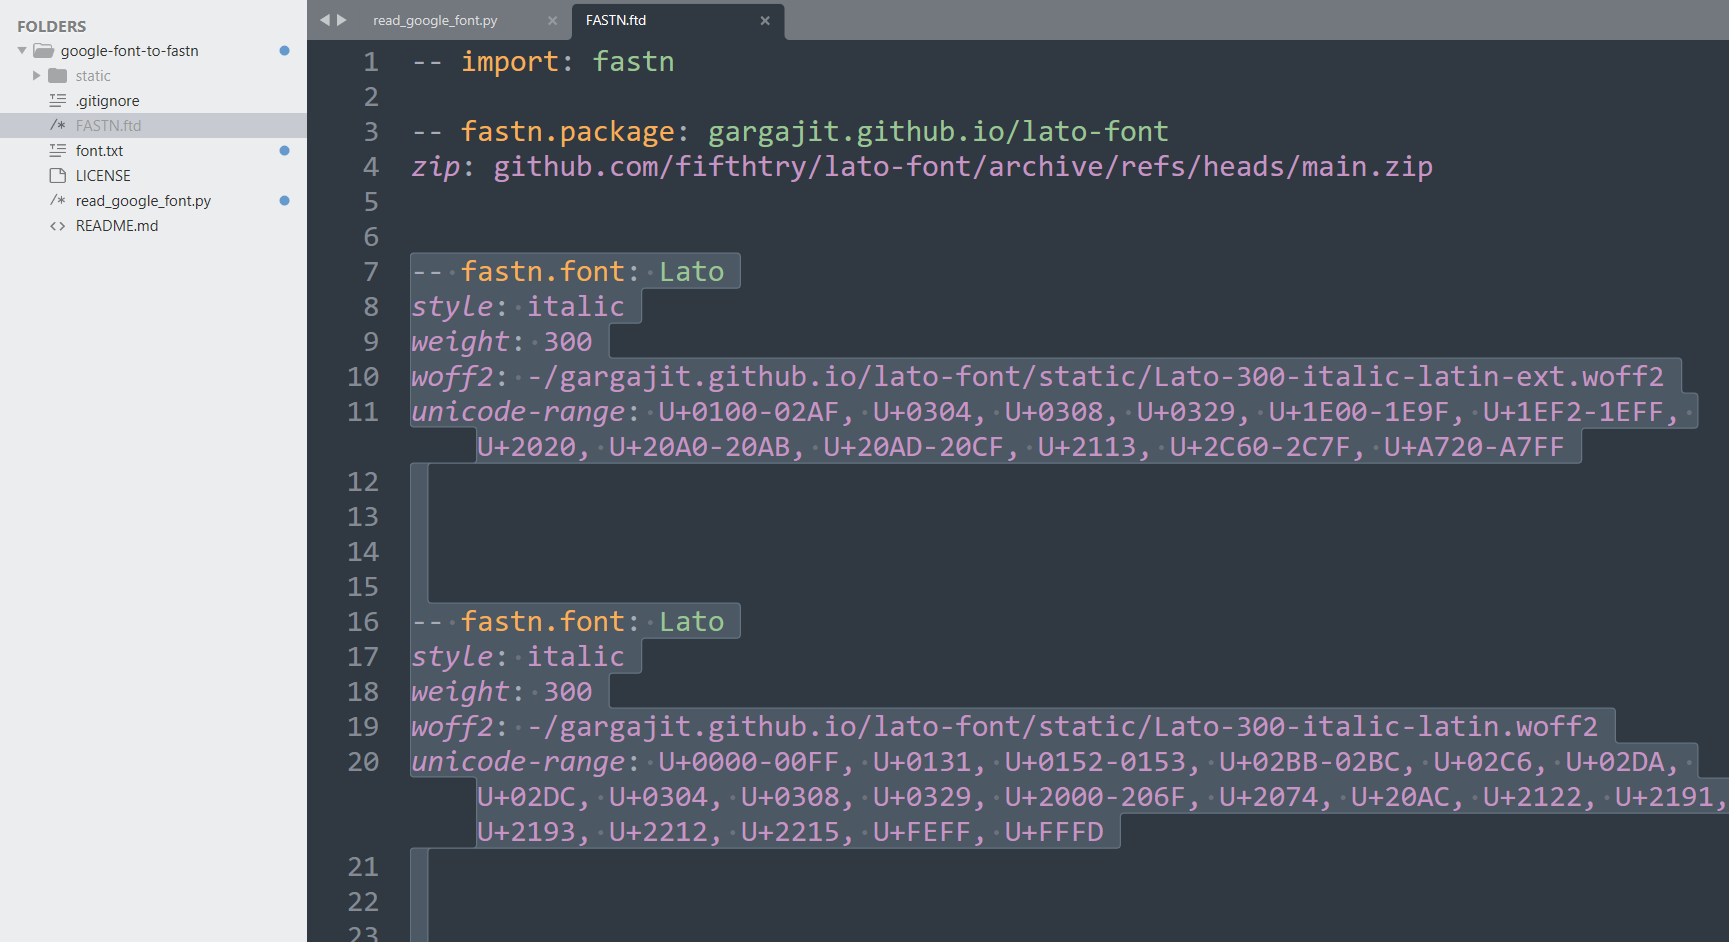 FOLDERS
google-font-to-fastn
static
.gitignore
FASTN.ftd
font.txt
LICENSE
read_google_font.py
README.md
read_google_font.py
FASTN.ftd
1 -- import: fastn
2
3 -- fastn.package: gargajit.github.io/lato-font
4 zip: github.com/fifthtry/lato-font/archive/refs/heads/main.zip
5
6
7 -- fastn.font: Lato
8 style: italic
9 weight: 300
10 woff2: -/gargajit.github.io/lato-font/static/Lato-300-italic-latin-ext.woff2
11 unicode-range: U+0100-02AF, U+0304, U+0308, U+0329, U+1E00-1E9F, U+1EF2-1EFF,
U+2020, U+20A0-20AB, U+20AD-20CF, U+2113, U+2C60-2C7F, U+A720-A7FF
12
13
14
15
16 -- fastn.font: Lato
17 style: italic
18 weight: 300
19 woff2: -/gargajit.github.io/lato-font/static/Lato-300-italic-latin.woff2
20 unicode-range: U+0000-00FF, U+0131, U+0152-0153, U+02BB-02BC, U+02C6, U+02DA,
U+02DC, U+0304, U+0308, U+0329, U+2000-206F, U+2074, U+20AC, U+2122, U+2191,
U+2193, U+2212, U+2215, U+FEFF, U+FFFD
21
22
23